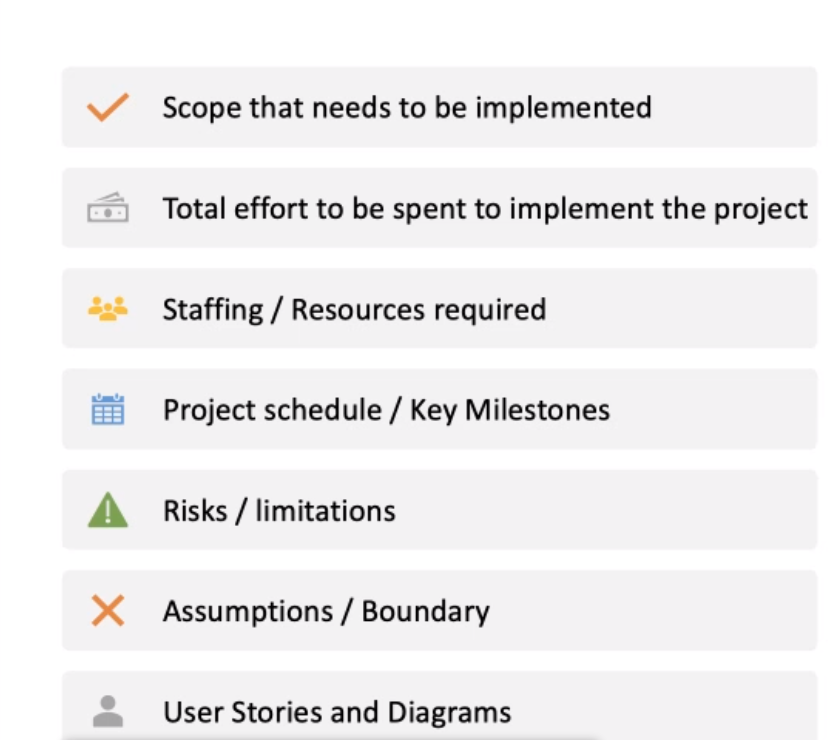 Scope that needs to be implemented
Total effort to be spent to implement the project
Staffing / Resources required
Project schedule / Key Milestones
Risks / limitations
Assumptions / Boundary
User Stories and Diagrams